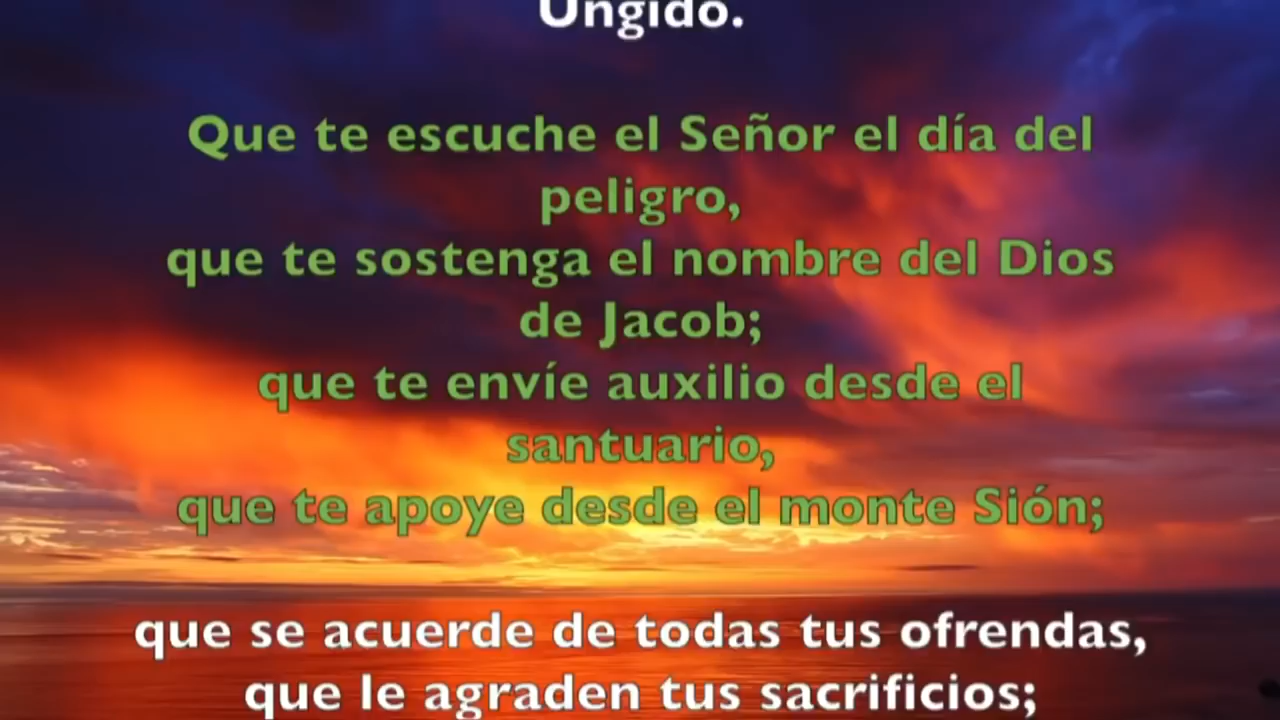 Ungido.
Que te escuche el Señor el día del
peligro,
que te sostenga el nombre del Dios
de Jacob;
que te envíe auxilio desde el
santuario,
que te apoye desde el monte Sión;
que se acuerde de todas tus ofrendas,
que le agraden tus sacrificios;